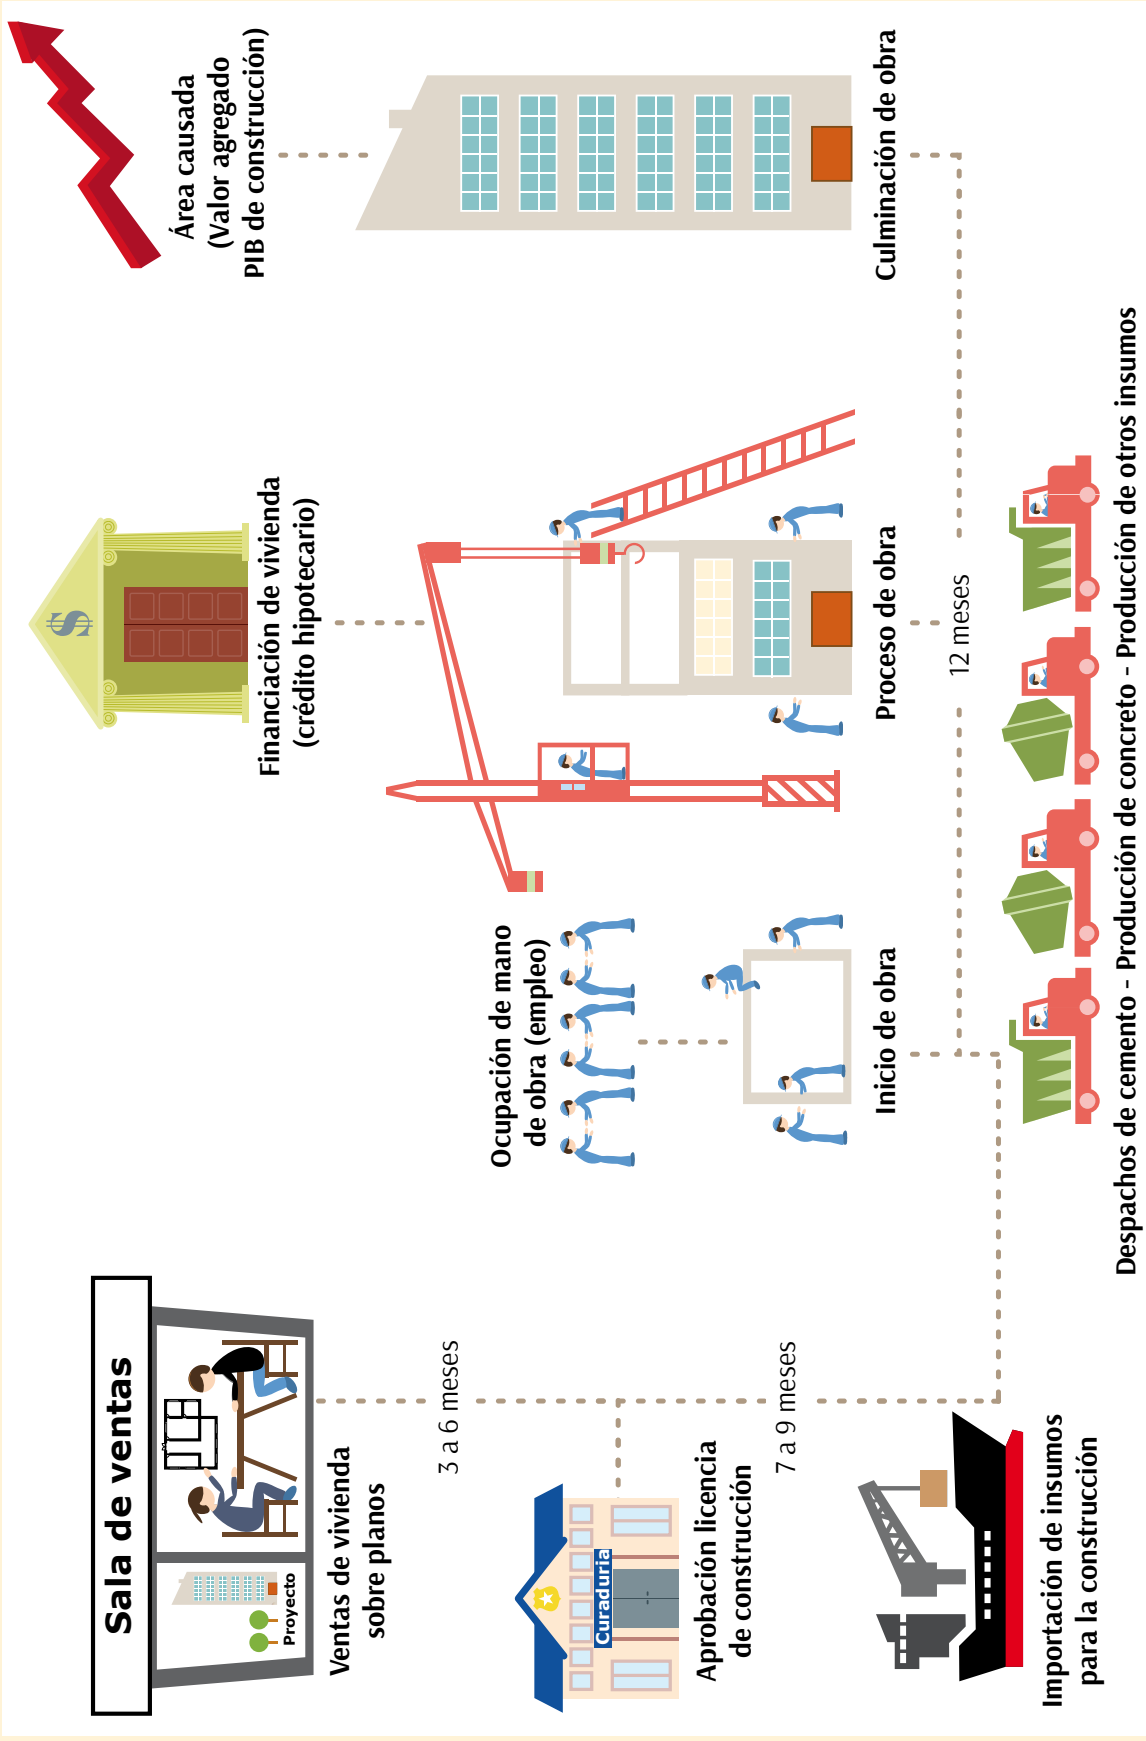 Sala de ventas
Proyecto
Ventas de vivienda
sobre planos
3 a 6 meses
Curaduria
Aprobación licencia
de construcción
7 a 9 meses
Importación de insumos
para la construcción
Ocupación de mano
de obra (empleo)
Inicio de obra
Financiación de vivienda
(crédito hipotecario)
$
Proceso de obra
12 meses
Área causada
(Valor agregado
PIB de construcción)
Culminación de obra
Despachos de cemento - Producción de concreto - Producción de otros insumos